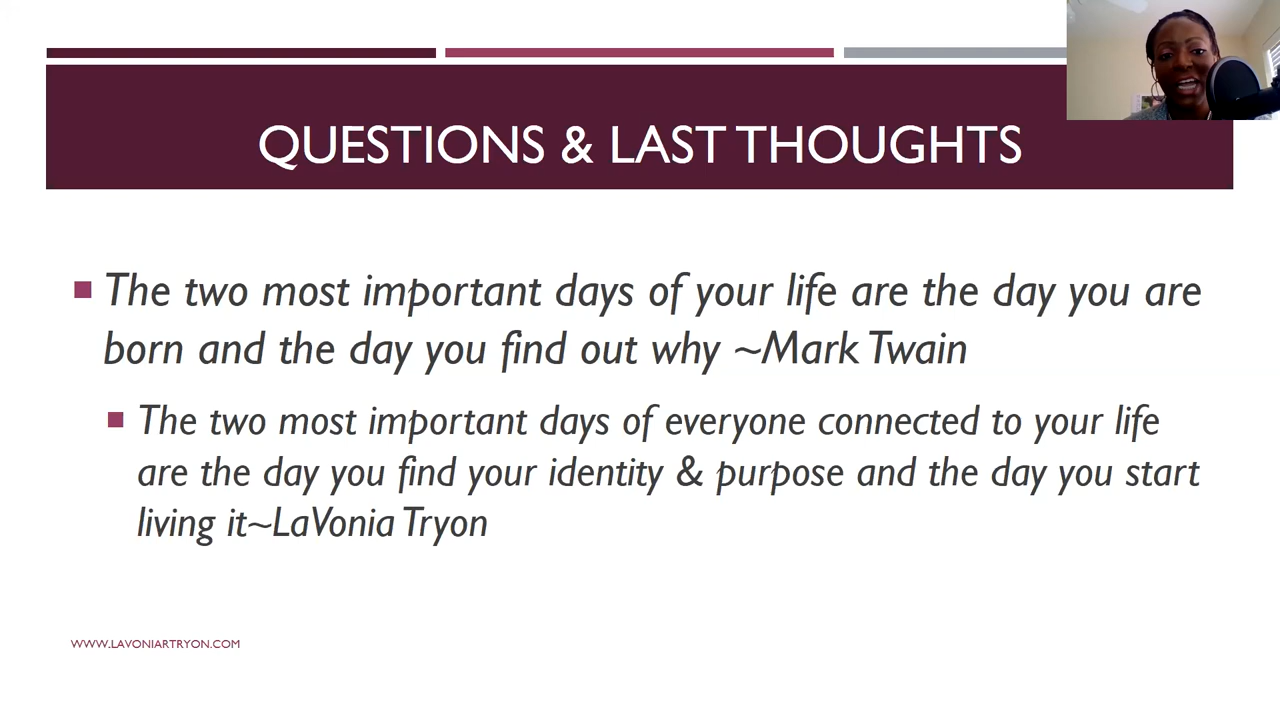 QUESTIONS & LAST THOUGHTS
The two most important days of your life are the day you are
born and the day you find out why ~Mark Twain
The two most important days of everyone connected to your life
are the day you find your identity & purpose and the day you start
living it~LaVonia Tryon
WWW.LAVONIARTRYON.COM